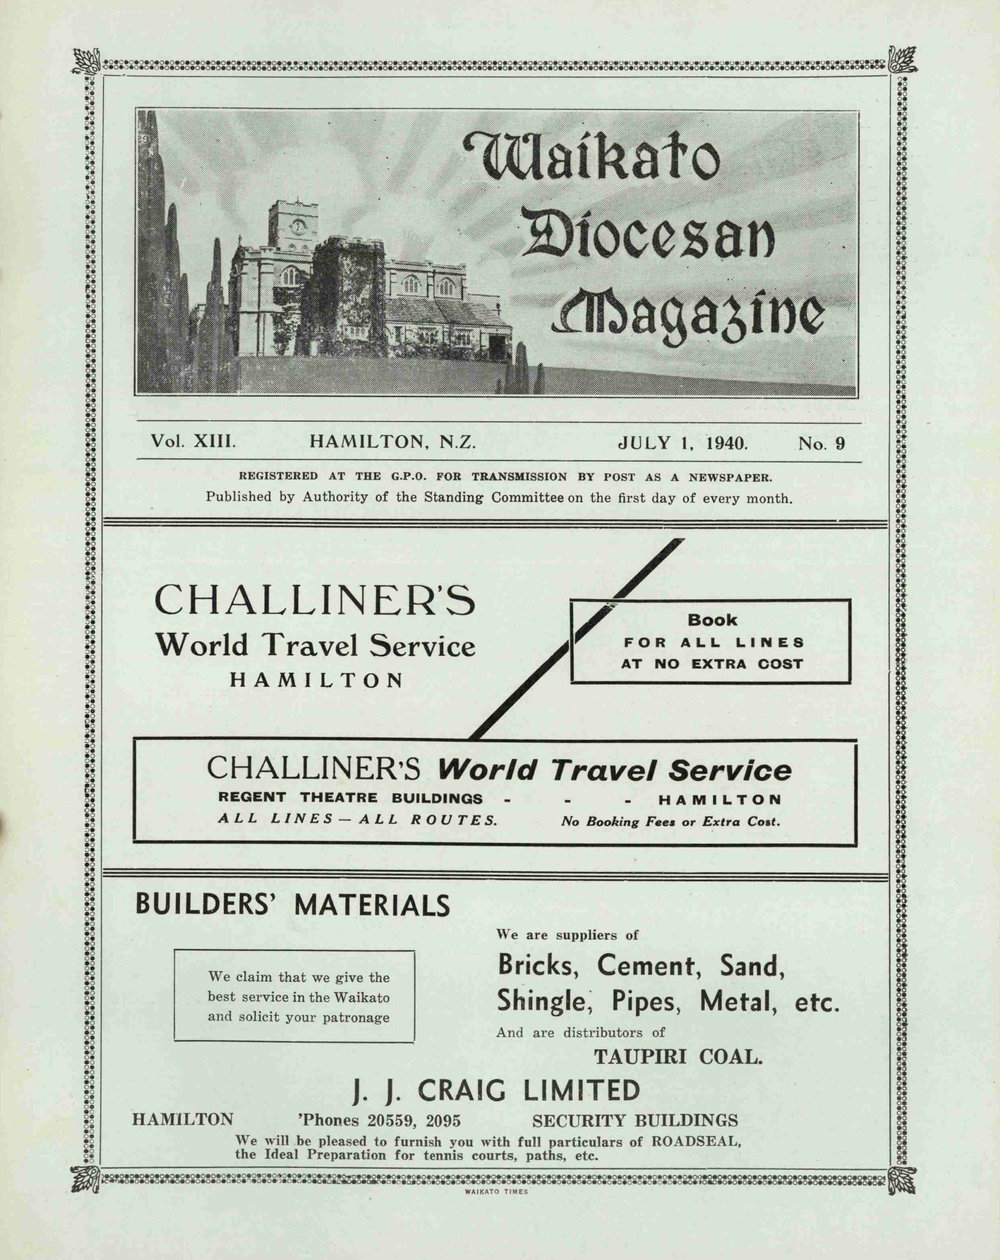 Waikato
Diocesan
Magazine
Vol. XIII. HAMILTON, N.Z. JULY 1, 1940. No. 9
REGISTERED AT THE G.P.O. FOR TRANSMISSION BY POST AS A NEWSPAPER.
Published by Authority of the Standing Committee on the first day of every month.
CHALLINER'S
World Travel Service
HAMILTON
Book
FOR ALL LINES
AT NO EXTRA COST
CHALLINER'S World Travel Service
REGENT THEATRE BUILDINGS - - - HAMILTON
ALL LINES — ALL ROUTES. No Booking Fees or Extra Cost.
BUILDERS' MATERIALS
We claim that we give the
best service in the Waikato
and solicit your patronage
We are suppliers of
Bricks, Cement, Sand,
Shingle, Pipes, Metal, etc.
And are distributors of
TAUPIRI COAL.
J. J. CRAIG LIMITED
HAMILTON 'Phones 20559, 2095 SECURITY BUILDINGS
We will be pleased to furnish you with full particulars of ROADSEAL,
the Ideal Preparation for tennis courts, paths, etc.
WAIKATO TIMES